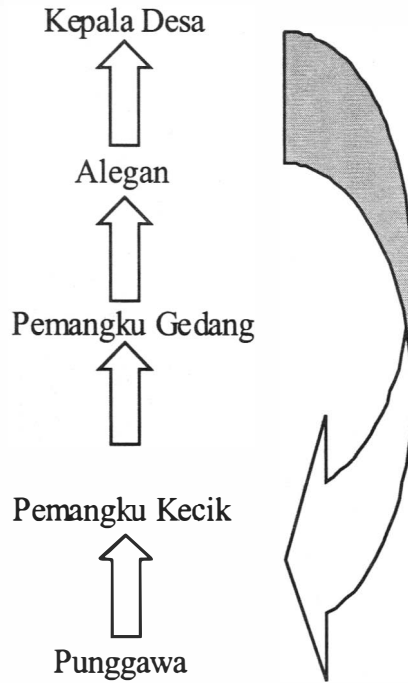 Kepala Desa
Alegan
Pemangku Gedang
Pemangku Kecik
Punggawa